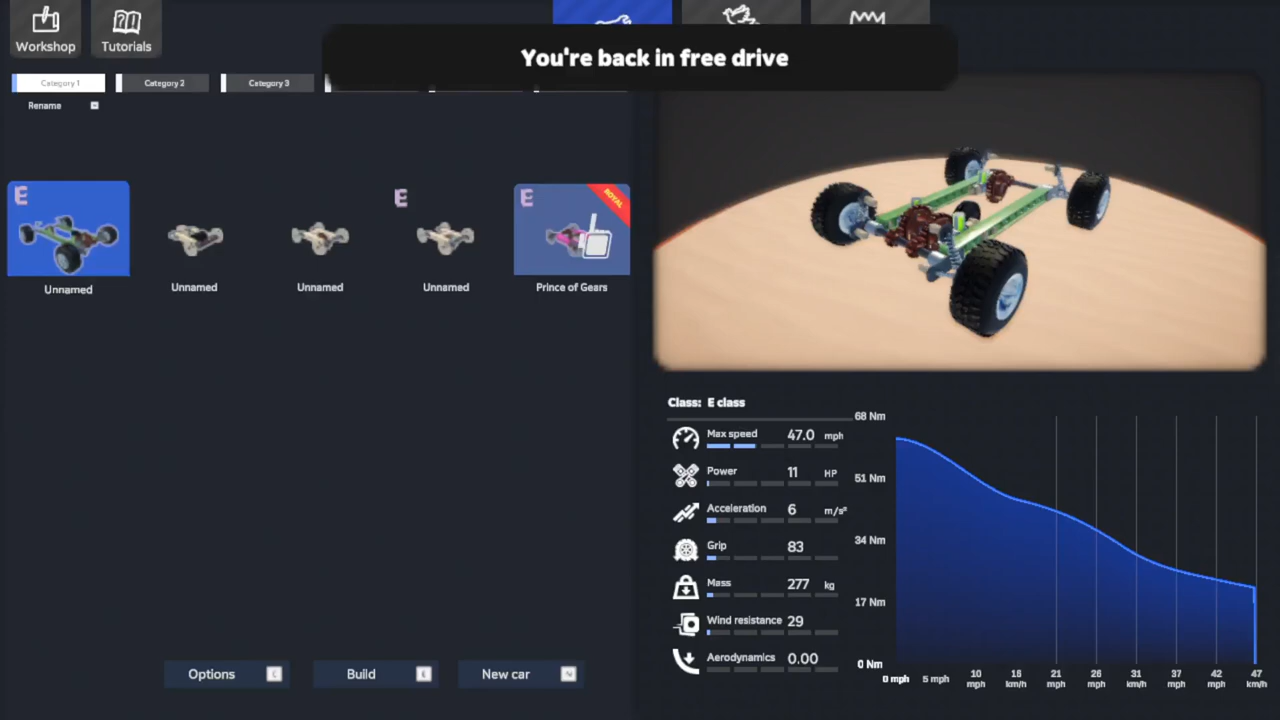 Workshop
Tutorials
You're back in free drive
Category 1
Category 2
Category 3
Rename
E
E
E
ROYAL
Unnamed
Unnamed
Unnamed
Unnamed
Prince of Gears
Class: E class
Max speed 47.0 mph
Power 11 HP
Acceleration 6 m/s²
Grip 83
Mass 277 kg
Wind resistance 29
Aerodynamics 0.00
68 Nm
51 Nm
34 Nm
17 Nm
0 Nm
0 mph
5 mph
10 mph
16 km/h
21 mph
26 mph
31 km/h
37 mph
42 mph
47 km/h
Options
Build
New car